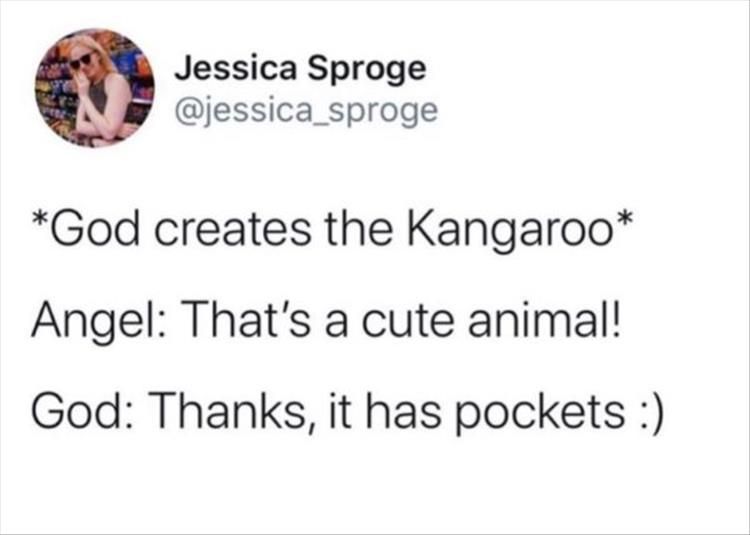 Jessica Sproge
@jessica_sproge
*God creates the Kangaroo*
Angel: That’s a cute animal!
God: Thanks, it has pockets :)